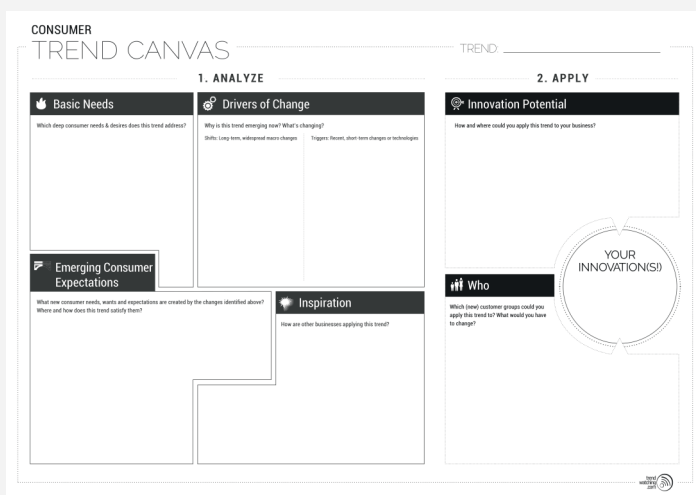 CONSUMER
TREND CANVAS
TREND:
1. ANALYZE
2. APPLY
Basic Needs
Which deep consumer needs & desires does this trend address?
Drivers of Change
Why is this trend emerging now? What's changing?
Shifts: Long-term, widespread macro changes
Triggers: Recent, short-term changes or technologies
Innovation Potential
How and where could you apply this trend to your business?
Emerging Consumer
Expectations
What new consumer needs, wants and expectations are created by the changes identified above?
Where and how does this trend satisfy them?
Inspiration
How are other businesses applying this trend?
YOUR
INNOVATION(S!)
Who
Which (new) customer groups could you
apply this trend to? What would you have
to change?
trend
watching
.com